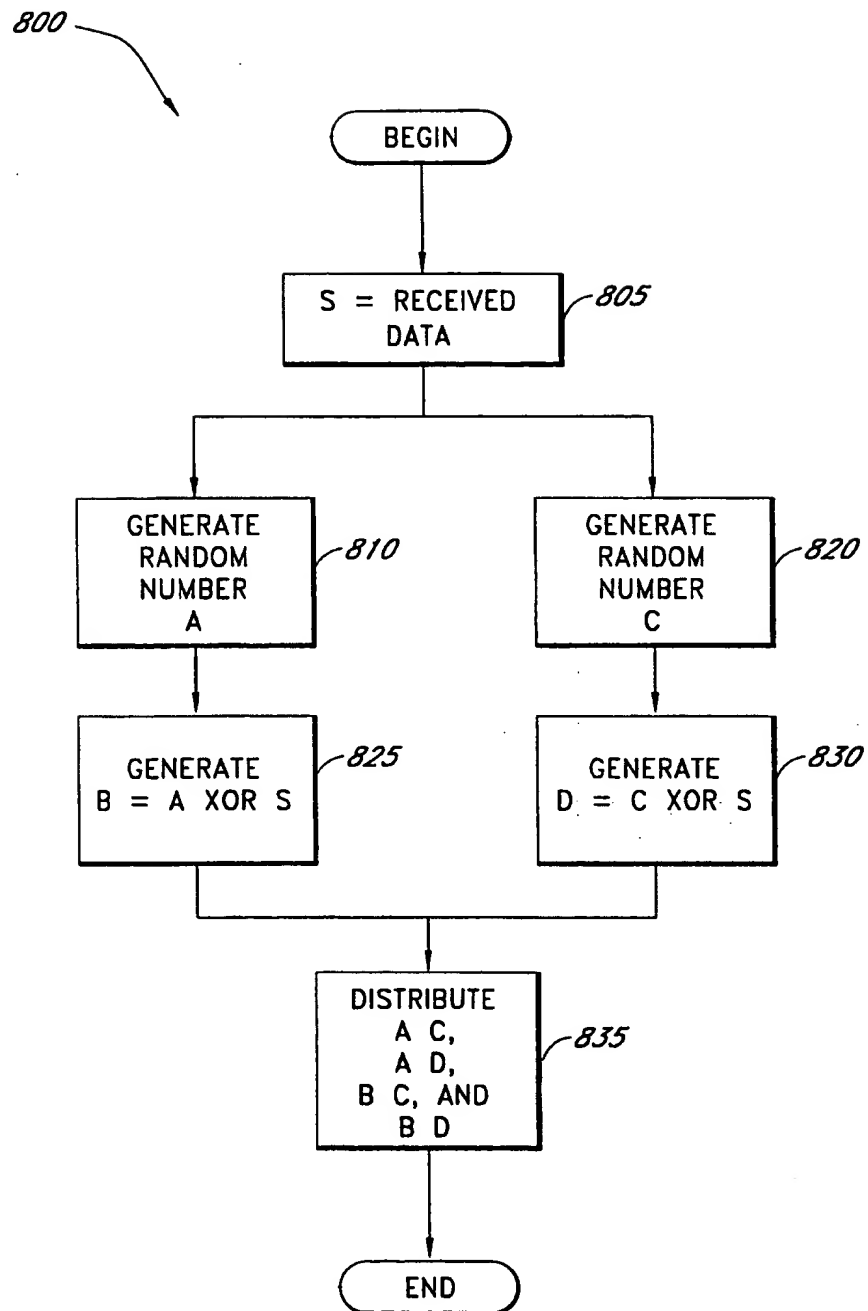 800
BEGIN
S = RECEIVED
DATA
805
GENERATE
RANDOM
NUMBER
A
810
GENERATE
RANDOM
NUMBER
C
820
GENERATE
B = A XOR S
825
GENERATE
D = C XOR S
830
DISTRIBUTE
A C,
A D,
B C, AND
B D
835
END